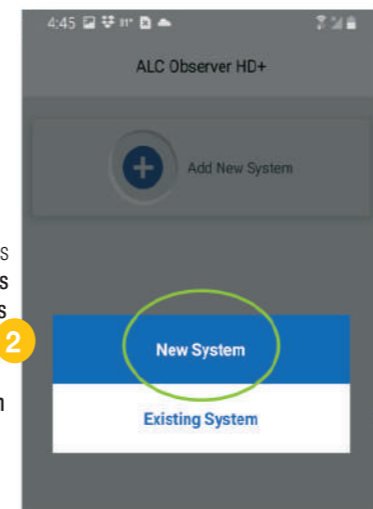 4:45
ALC Observer HD+
Add New System
s
s
s
2
New System
n
Existing System